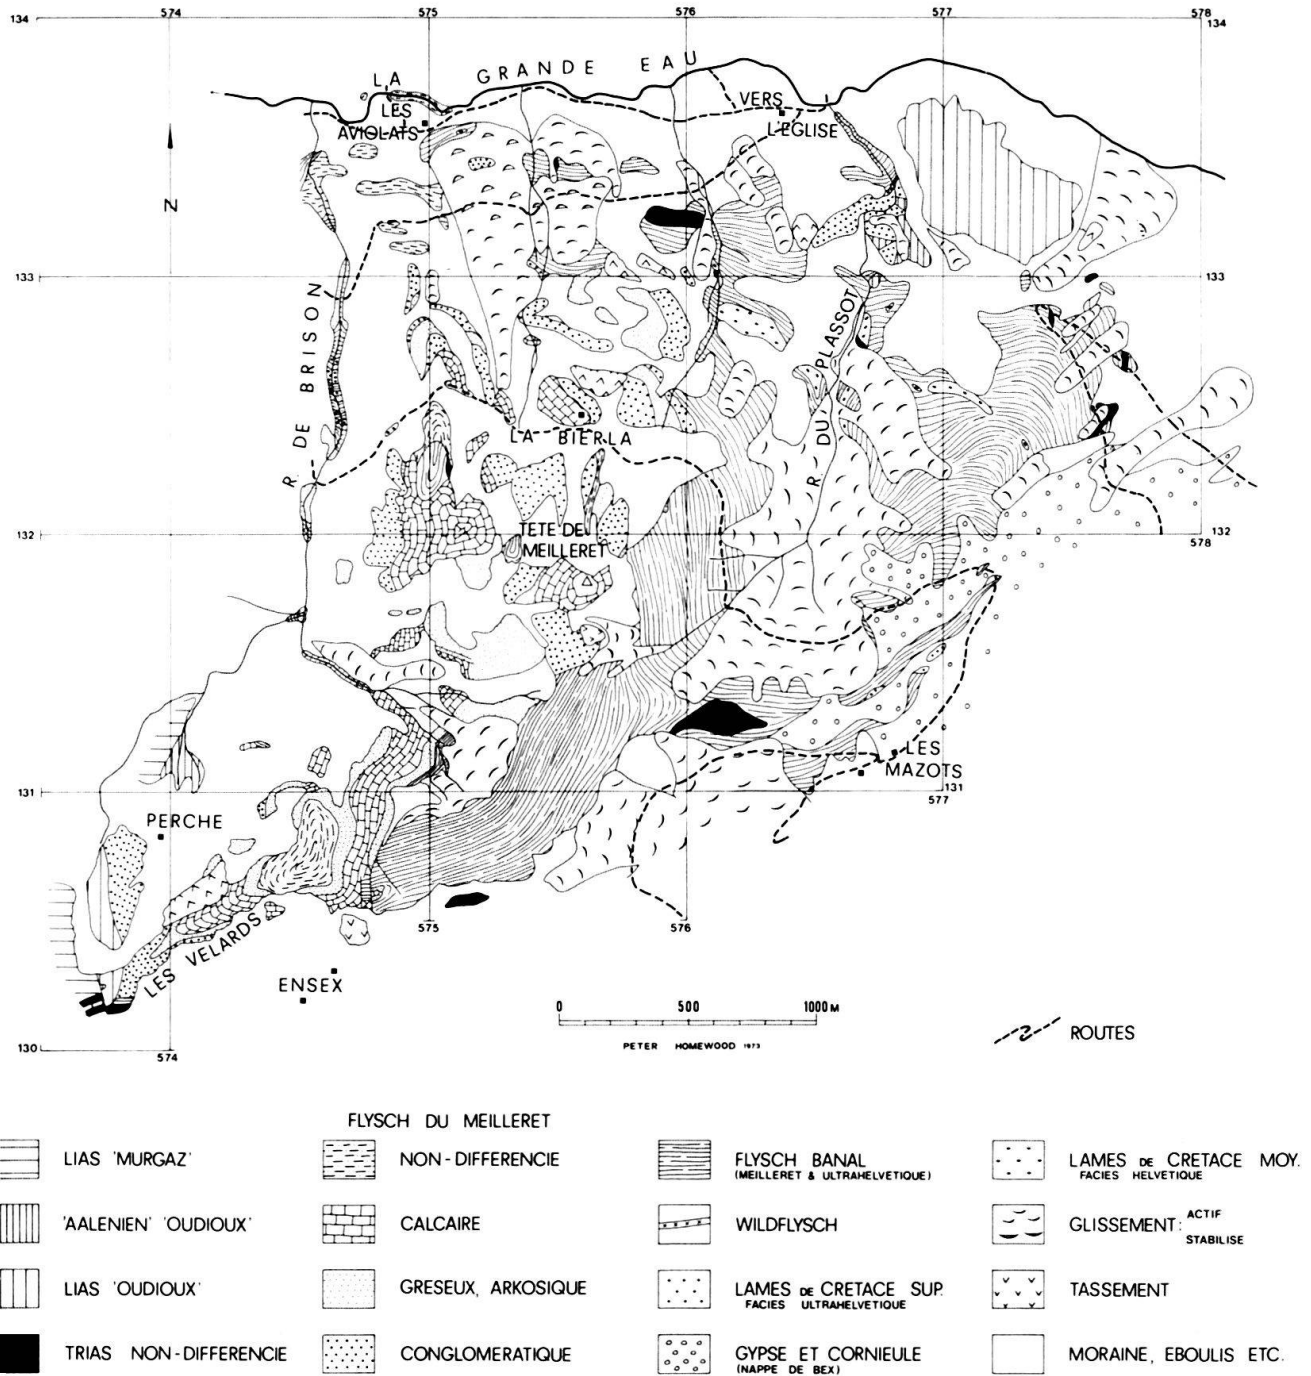 134
574
575
576
577
578
134
LA
GRANDE EAU
LES
AVIOLATS
VERS
L'EGLISE
N
133
133
R. DE BRISON
R. DU PLASSOT
LA BIERLA
TETE DE
MEILLERET
132
132
578
LES
MAZOTS
131
131
577
PERCHE
LES VELARDS
575
576
ENSEX
130
574
0 500 1000 M
PETER HOMEWOOD 1973
ROUTES
FLYSCH DU MEILLERET
LIAS 'MURGAZ'
NON-DIFFERENCIE
FLYSCH BANAL
(MEILLERET & ULTRAHELVETIQUE)
LAMES DE CRETACE MOY.
FACIES HELVETIQUE
'AALENIEN' 'OUDIOUX'
CALCAIRE
WILDFLYSCH
GLISSEMENT: ACTIF
STABILISE
LIAS 'OUDIOUX'
GRESEUX, ARKOSIQUE
LAMES DE CRETACE SUP.
FACIES ULTRAHELVETIQUE
TASSEMENT
TRIAS NON-DIFFERENCIE
CONGLOMERATIQUE
GYPSE ET CORNIEULE
(NAPPE DE BEX)
MORAINE, EBOULIS ETC.